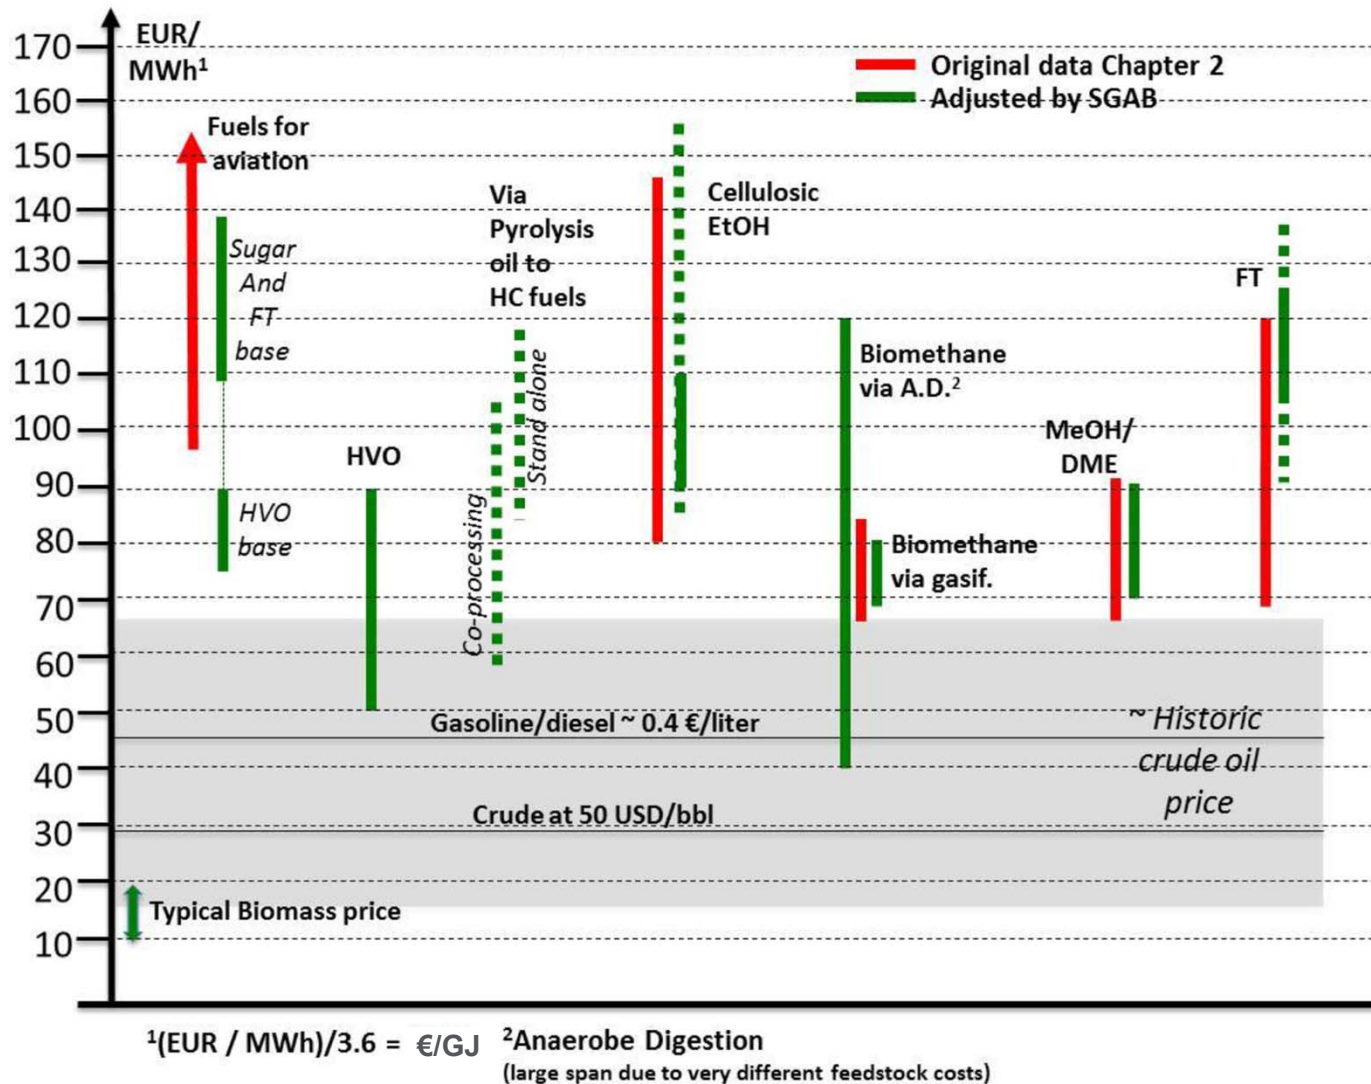 EUR/
MWh¹
170
160
150
140
130
120
110
100
90
80
70
60
50
40
30
20
10
Original data Chapter 2
Adjusted by SGAB
Fuels for
aviation
Sugar
And
FT
base
HVO
base
HVO
Via
Pyrolysis
oil to
HC fuels
Co-processing
Stand alone
Cellosic
EtOH
Biomethane
via A.D.²
Biomethane
via gasif.
MeOH/
DME
FT
Gasoline/diesel ~ 0.4 €/liter
~ Historic
crude oil
price
Crude at 50 USD/bbl
Typical Biomass price
¹(EUR / MWh)/3.6 = €/GJ
²Anaerobe Digestion
(large span due to very different feedstock costs)